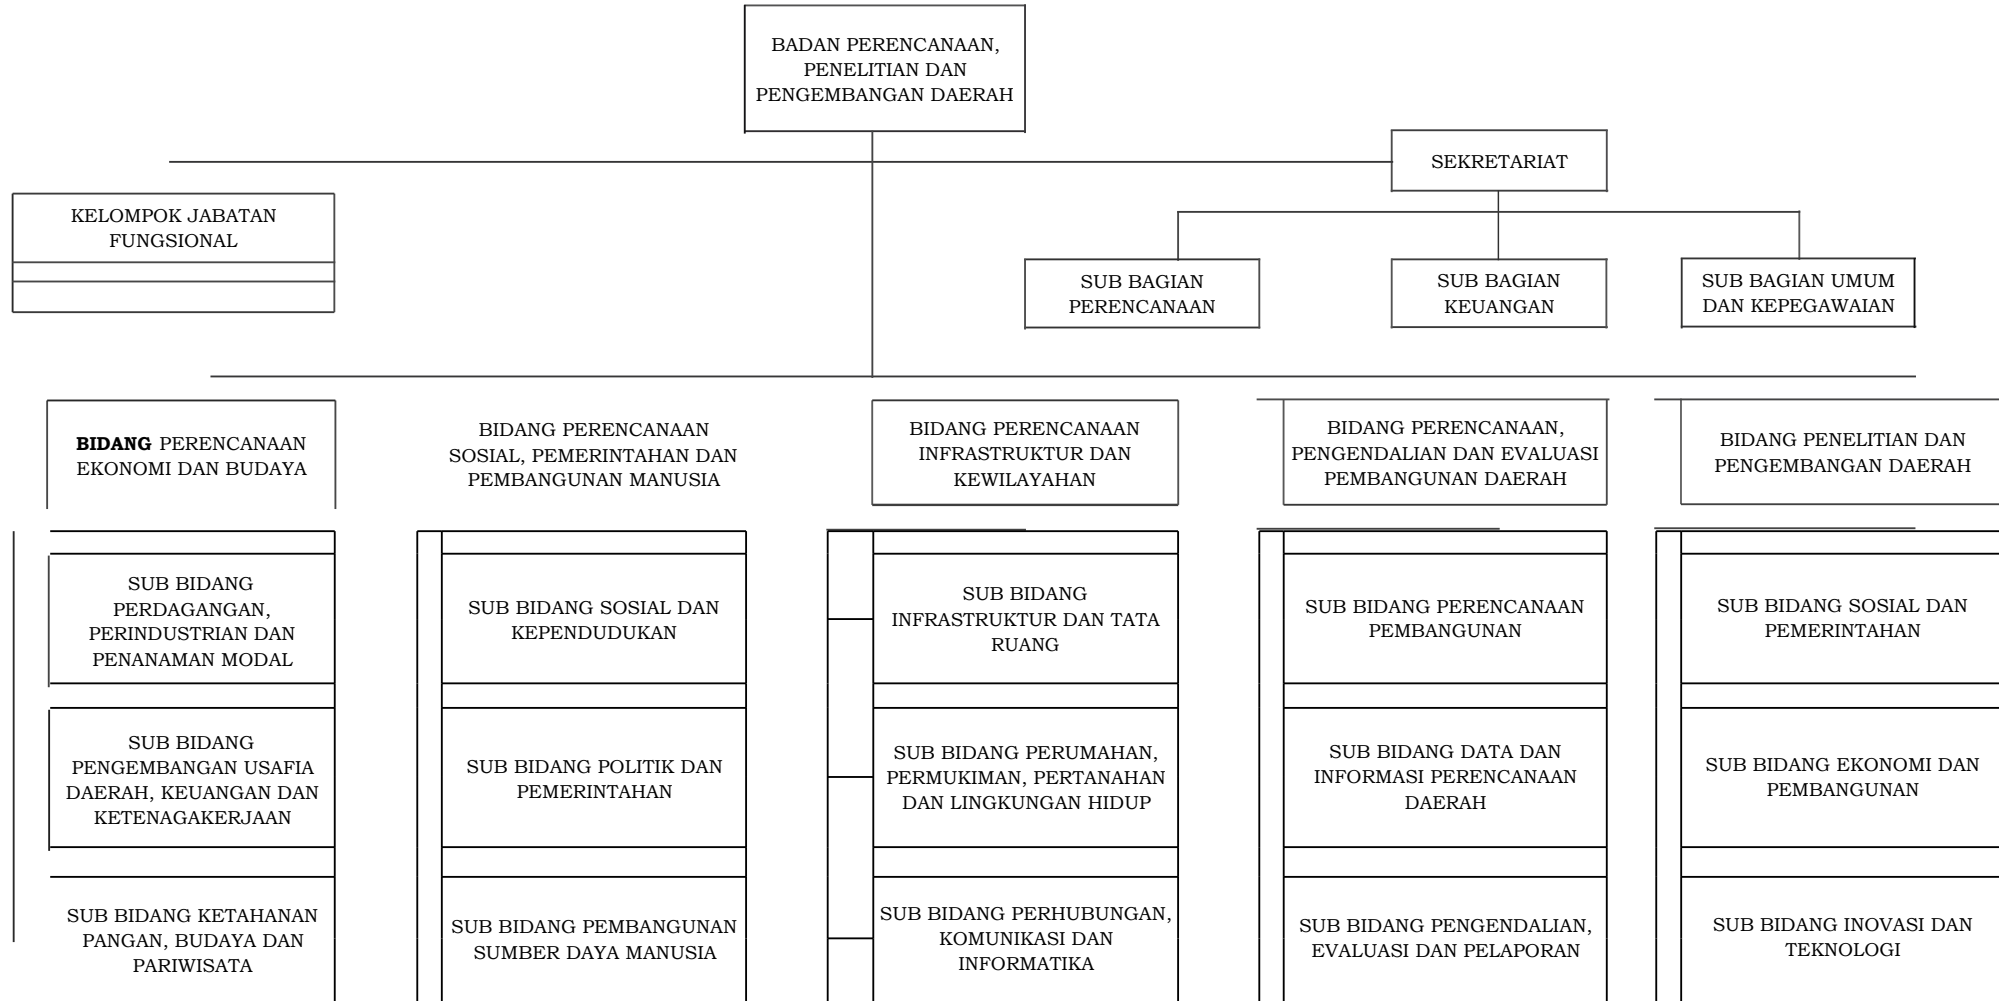 BADAN PERENCANAAN,
PENELITIAN DAN
PENGEMBANGAN DAERAH
SEKRETARIAT
KELOMPOK JABATAN
FUNGSIONAL
SUB BAGIAN
PERENCANAAN
SUB BAGIAN
KEUANGAN
SUB BAGIAN UMUM
DAN KEPEGAWAIAN
BIDANG PERENCANAAN
EKONOMI DAN BUDAYA
BIDANG PERENCANAAN
SOSIAL, PEMERINTAHAN DAN
PEMBANGUNAN MANUSIA
BIDANG PERENCANAAN
INFRASTRUKTUR DAN
KEWILAYAHAN
BIDANG PERENCANAAN,
PENGENDALIAN DAN EVALUASI
PEMBANGUNAN DAERAH
BIDANG PENELITIAN DAN
PENGEMBANGAN DAERAH
SUB BIDANG
PERDAGANGAN,
PERINDUSTRIAN DAN
PENANAMAN MODAL
SUB BIDANG SOSIAL DAN
KEPENDUDUKAN
SUB BIDANG
INFRASTRUKTUR DAN TATA
RUANG
SUB BIDANG PERENCANAAN
PEMBANGUNAN
SUB BIDANG SOSIAL DAN
PEMERINTAHAN
SUB BIDANG
PENGEMBANGAN USAFIA
DAERAH, KEUANGAN DAN
KETENAGAKERJAAN
SUB BIDANG POLITIK DAN
PEMERINTAHAN
SUB BIDANG PERUMAHAN,
PERMUKIMAN, PERTANAHAN
DAN LINGKUNGAN HIDUP
SUB BIDANG DATA DAN
INFORMASI PERENCANAAN
DAERAH
SUB BIDANG EKONOMI DAN
PEMBANGUNAN
SUB BIDANG KETAHANAN
PANGAN, BUDAYA DAN
PARIWISATA
SUB BIDANG PEMBANGUNAN
SUMBER DAYA MANUSIA
SUB BIDANG PERHUBUNGAN,
KOMUNIKASI DAN
INFORMATIKA
SUB BIDANG PENGENDALIAN,
EVALUASI DAN PELAPORAN
SUB BIDANG INOVASI DAN
TEKNOLOGI